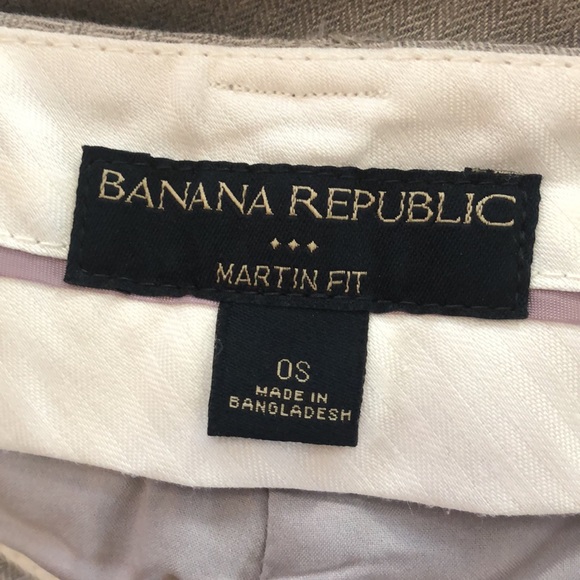 BANANA REPUBLIC
MARTIN FIT
0S
MADE IN
BANGLADESH